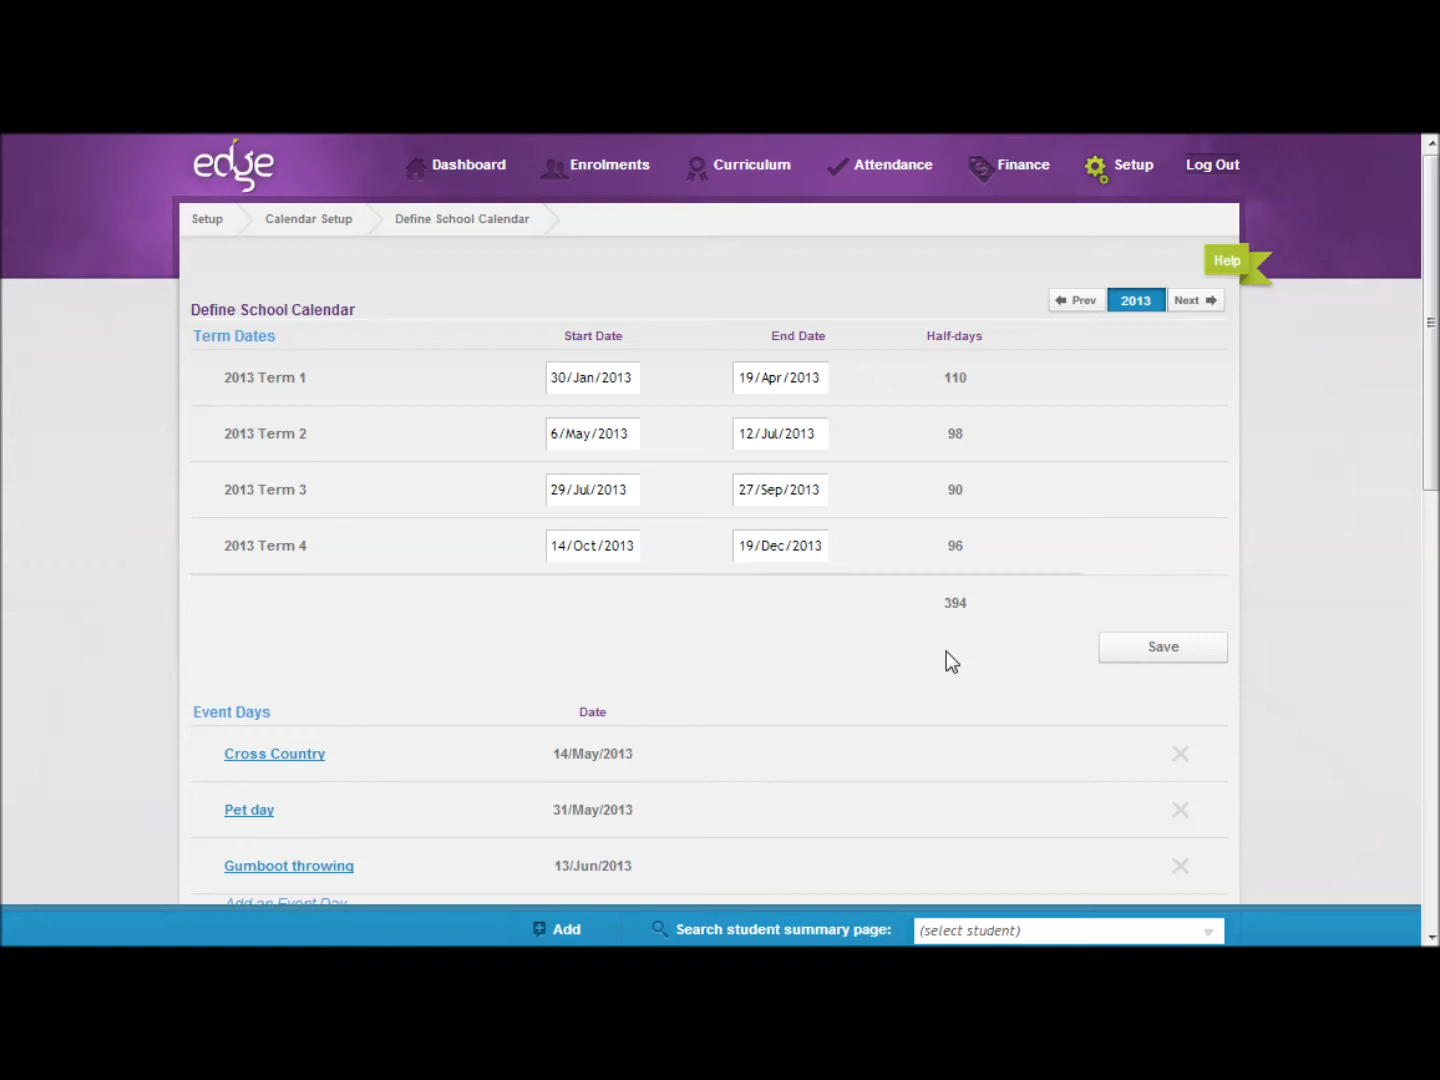 edge
Dashboard Enrolments Curriculum Attendance Finance Setup Log Out
Setup Calendar Setup Define School Calendar
Help
Prev 2013 Next
Define School Calendar
Term Dates Start Date End Date Half-days
2013 Term 1 30/Jan/2013 19/Apr/2013 110
2013 Term 2 6/May/2013 12/Jul/2013 98
2013 Term 3 29/Jul/2013 27/Sep/2013 90
2013 Term 4 14/Oct/2013 19/Dec/2013 96
394
Save
Event Days Date
Cross Country 14/May/2013
Pet day 31/May/2013
Gumboot throwing 13/Jun/2013
Add an Event Day
Add Search student summary page: (select student)